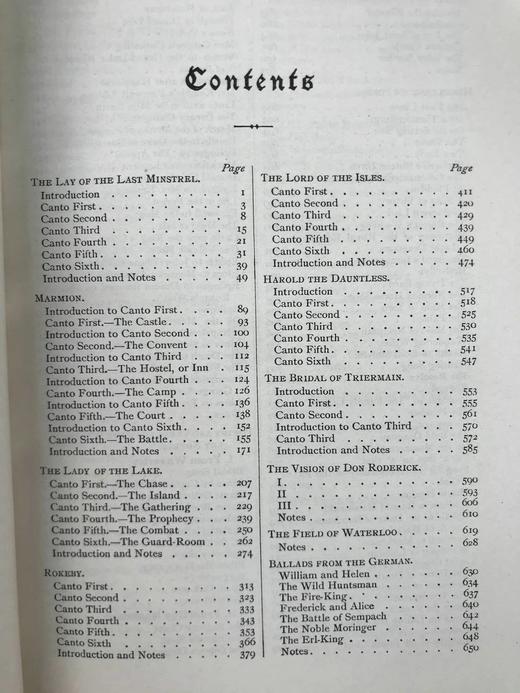 Contents
Page
THE LAY OF THE LAST MINSTREL.
Introduction . . . . . . . . . 1
Canto First . . . . . . . . . 3
Canto Second . . . . . . . . 8
Canto Third . . . . . . . . 15
Canto Fourth . . . . . . . . 21
Canto Fifth . . . . . . . . . 31
Canto Sixth . . . . . . . . . 39
Introduction and Notes . . . . . 49
MARMION.
Introduction to Canto First . . . . 89
Canto First.—The Castle . . . . . 93
Introduction to Canto Second . . . 100
Canto Second.—The Convent . . . 104
Introduction to Canto Third . . . 112
Canto Third.—The Hostel, or Inn . . 115
Introduction to Canto Fourth . . . 124
Canto Fourth.—The Camp . . . . 126
Introduction to Canto Fifth . . . . 136
Canto Fifth.—The Court . . . . . 138
Introduction to Canto Sixth . . . . 152
Canto Sixth.—The Battle . . . . . 155
Introduction and Notes . . . . . 171
THE LADY OF THE LAKE.
Canto First.—The Chase . . . . . 207
Canto Second.—The Island . . . . 217
Canto Third.—The Gathering . . . 229
Canto Fourth.—The Prophecy . . . 239
Canto Fifth.—The Combat . . . . 250
Canto Sixth.—The Guard-Room . . 262
Introduction and Notes . . . . . 274
ROKEBY.
Canto First . . . . . . . . . 313
Canto Second . . . . . . . . 323
Canto Third . . . . . . . . 333
Canto Fourth . . . . . . . . 343
Canto Fifth . . . . . . . . . 353
Canto Sixth . . . . . . . . . 366
Introduction and Notes . . . . . 379
Page
THE LORD OF THE ISLES.
Canto First . . . . . . . . . 411
Canto Second . . . . . . . . 420
Canto Third . . . . . . . . 429
Canto Fourth . . . . . . . . 439
Canto Fifth . . . . . . . . 449
Canto Sixth . . . . . . . . 460
Introduction and Notes . . . . . 474
HAROLD THE DAUNTLESS.
Introduction . . . . . . . . 517
Canto First . . . . . . . . . 518
Canto Second . . . . . . . . 525
Canto Third . . . . . . . . 530
Canto Fourth . . . . . . . . 535
Canto Fifth . . . . . . . . . 541
Canto Sixth . . . . . . . . 547
THE BRIDAL OF TRIERMAIN.
Introduction . . . . . . . . 553
Canto First . . . . . . . . . 555
Canto Second . . . . . . . . 561
Introduction to Canto Third . . . . 570
Canto Third . . . . . . . . 572
Introduction and Notes . . . . . 585
THE VISION OF DON RODERICK.
I. . . . . . . . . . . . . 590
II . . . . . . . . . . . . 593
III . . . . . . . . . . . . 606
Notes . . . . . . . . . . . 610
THE FIELD OF WATERLOO . . . . . . 619
Notes . . . . . . . . . . . 628
BALLADS FROM THE GERMAN.
William and Helen . . . . . . . 630
The Wild Huntsman . . . . . . 634
The Fire-King . . . . . . . . 637
Frederick and Alice . . . . . . 640
The Battle of Sempach . . . . . 642
The Noble Moringer . . . . . . 644
The Erl-King . . . . . . . . 648
Notes . . . . . . . . . . . 650